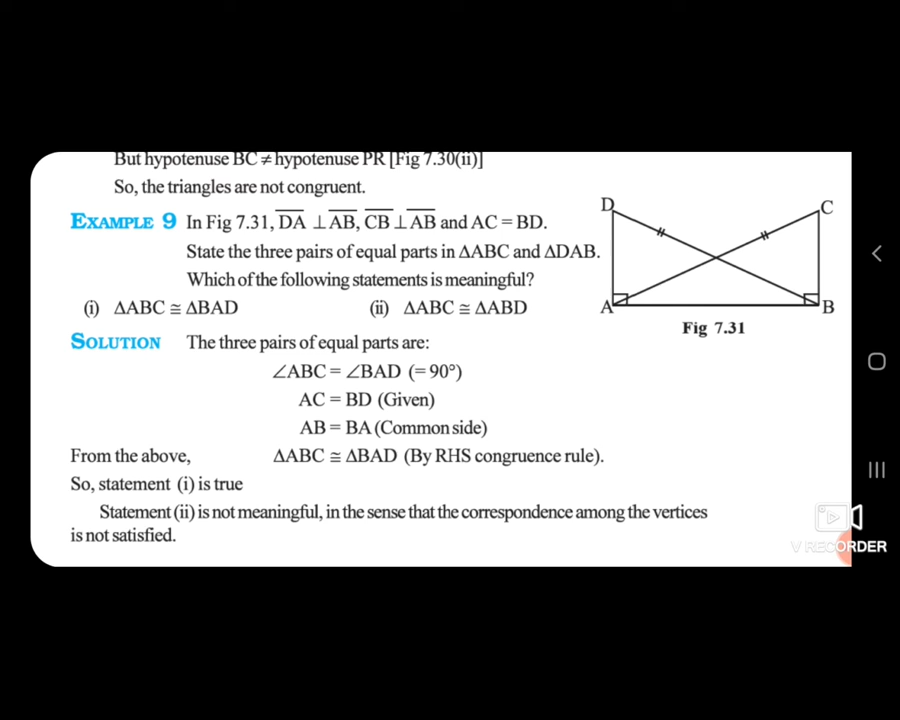 But hypotenuse BC ≠ hypotenuse PR [Fig 7.30(ii)]
So, the triangles are not congruent.
EXAMPLE 9 In Fig 7.31, D̅A̅ ⊥ A̅B̅, C̅B̅ ⊥ A̅B̅ and AC = BD.
State the three pairs of equal parts in ΔABC and ΔDAB.
Which of the following statements is meaningful?
(i) ΔABC ≅ ΔBAD (ii) ΔABC ≅ ΔABD
D
C
A
B
Fig 7.31
SOLUTION The three pairs of equal parts are:
∠ABC = ∠BAD (= 90°)
AC = BD (Given)
AB = BA (Common side)
From the above, ΔABC ≅ ΔBAD (By RHS congruence rule).
So, statement (i) is true
Statement (ii) is not meaningful, in the sense that the correspondence among the vertices
is not satisfied.
V RECORDER